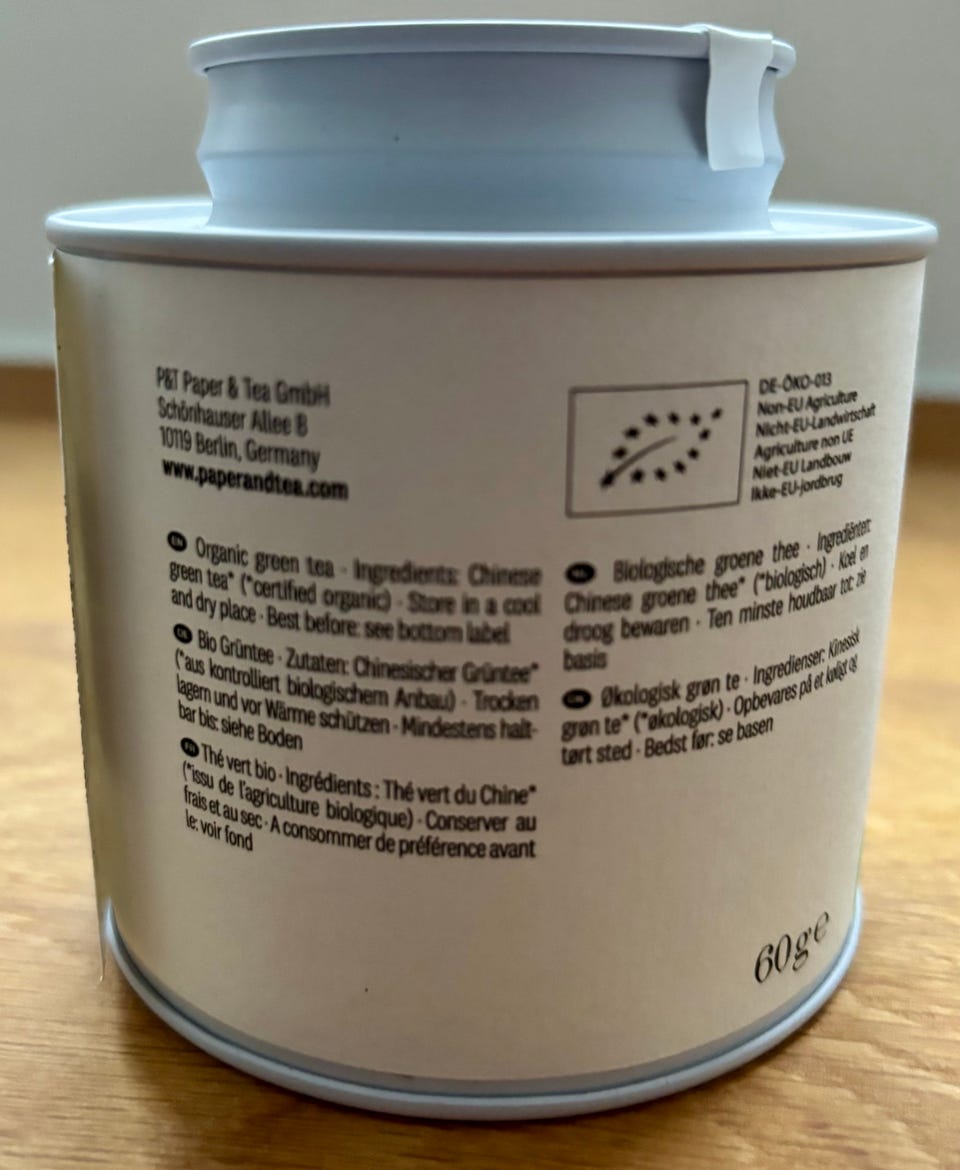 P&T Paper & Tea GmbH
Schönhauser Allee 8
10119 Berlin, Germany
www.paperandtea.com
DE-ÖKO-013
Non-EU Agriculture
Nicht-EU-Landwirtschaft
Agriculture non UE
Niet-EU Landbouw
Ikke-EU-jordbrug
EN Organic green tea · Ingredients: Chinese
green tea* (*certified organic) · Store in a cool
and dry place · Best before: see bottom label
DE Bio Grüntee · Zutaten: Chinesischer Grüntee*
(*aus kontrolliert biologischem Anbau) · Trocken
lagern und vor Wärme schützen · Mindestens halt-
bar bis: siehe Boden
FR Thé vert bio · Ingrédients : Thé vert du Chine*
(*issu de l'agriculture biologique) · Conserver au
frais et au sec · A consommer de préférence avant
le: voir fond
NL Biologische groene thee · Ingrediënten:
Chinese groene thee* (*biologisch) · Koel en
droog bewaren · Ten minste houdbaar tot: zie
basis
Økologisk grøn te · Ingredienser: Kinesisk
grøn te* (*økologisk) · Opbevares på et køligt og
tørt sted · Bedst før: se basen
60g e